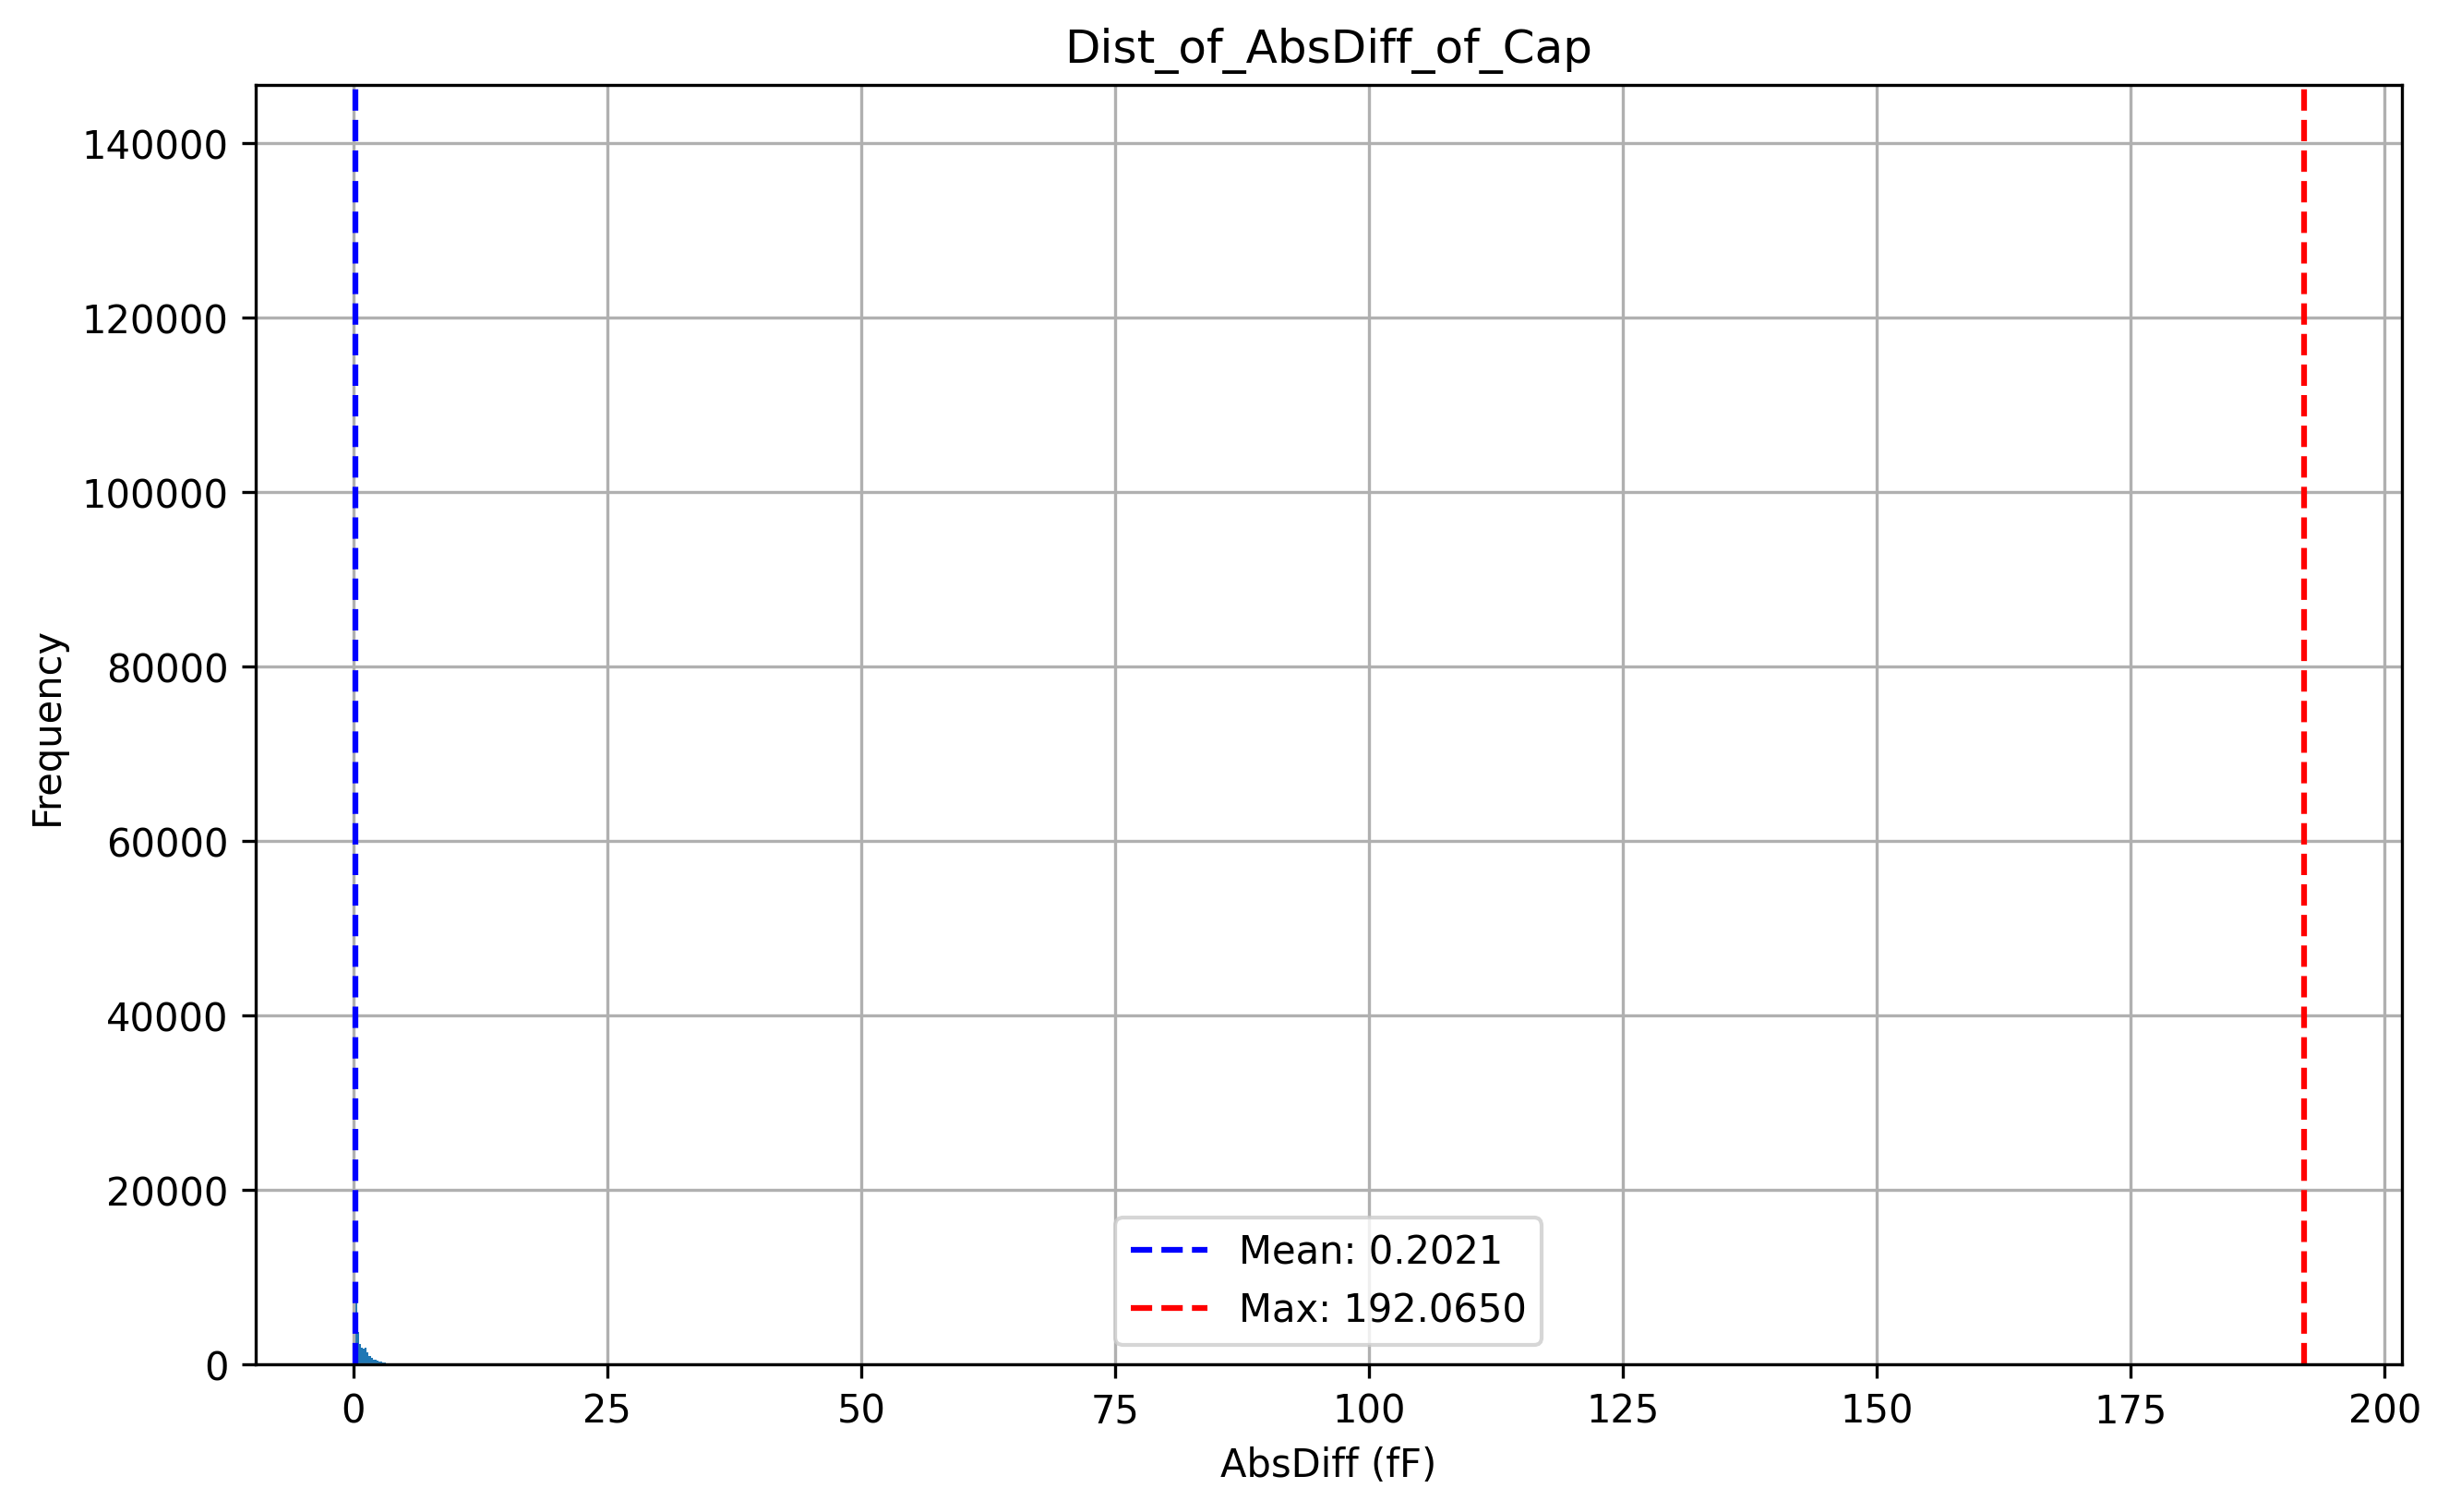 Dist_of_AbsDiff_of_Cap
Frequency
140000
120000
100000
80000
60000
40000
20000
0
0 25 50 75 100 125 150 175 200
AbsDiff (fF)
Mean: 0.2021
Max: 192.0650